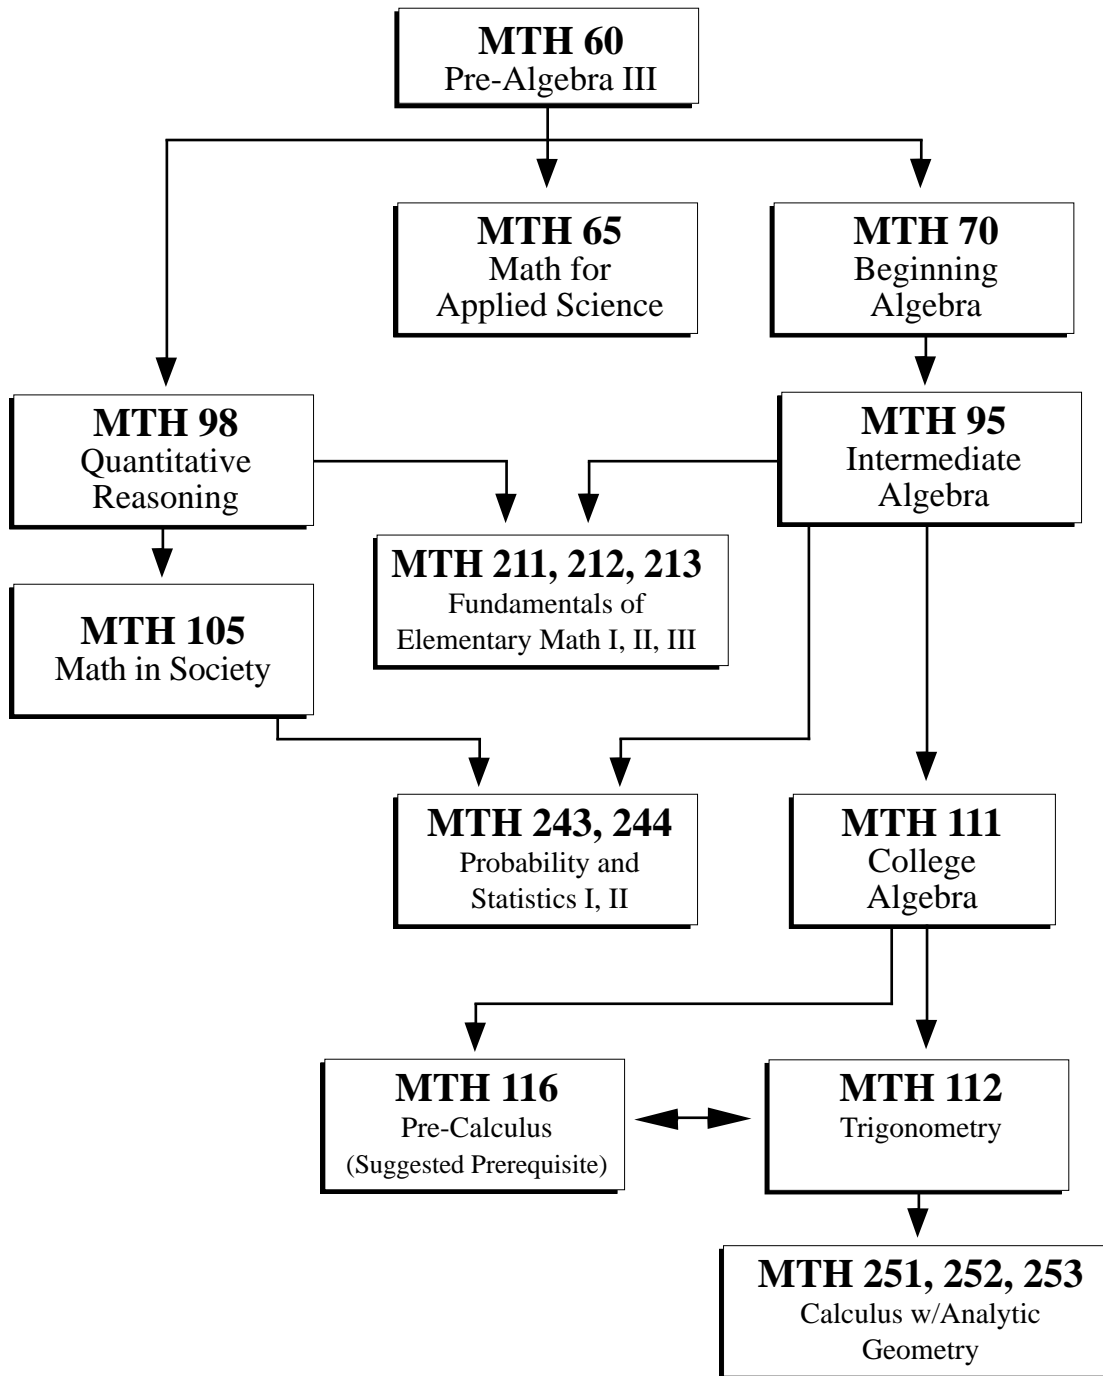 MTH 60
Pre-Algebra III
MTH 65
Math for
Applied Science
MTH 70
Beginning
Algebra
MTH 98
Quantitative
Reasoning
MTH 95
Intermediate
Algebra
MTH 211, 212, 213
Fundamentals of
Elementary Math I, II, III
MTH 105
Math in Society
MTH 243, 244
Probability and
Statistics I, II
MTH 111
College
Algebra
MTH 116
Pre-Calculus
(Suggested Prerequisite)
MTH 112
Trigonometry
MTH 251, 252, 253
Calculus w/Analytic
Geometry